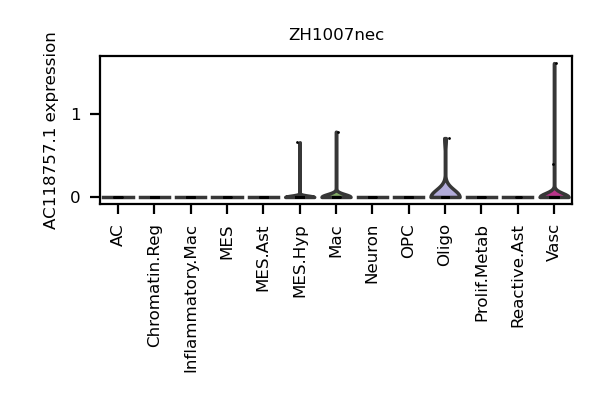 ZH1007nec
AC118757.1 expression
1
0
AC
Chromatin.Reg
Inflammatory.Mac
MES
MES.Ast
MES.Hyp
Mac
Neuron
OPC
Oligo
Prolif.Metab
Reactive.Ast
Vasc